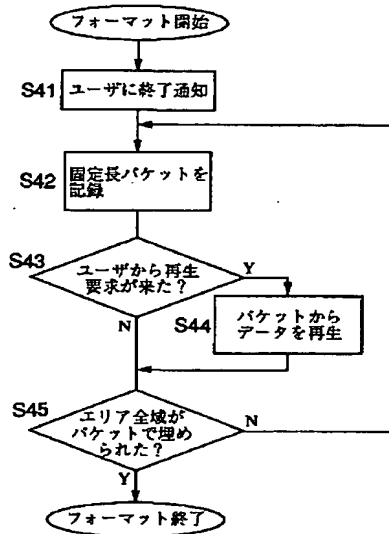 フォーマット開始
S41
ユーザに終了通知
S42
固定長パケットを
記録
S43
ユーザから再生
要求が来た?
Y
N
S44
パケットから
データを再生
S45
エリア全域が
パケットで埋め
られた?
N
Y
フォーマット終了